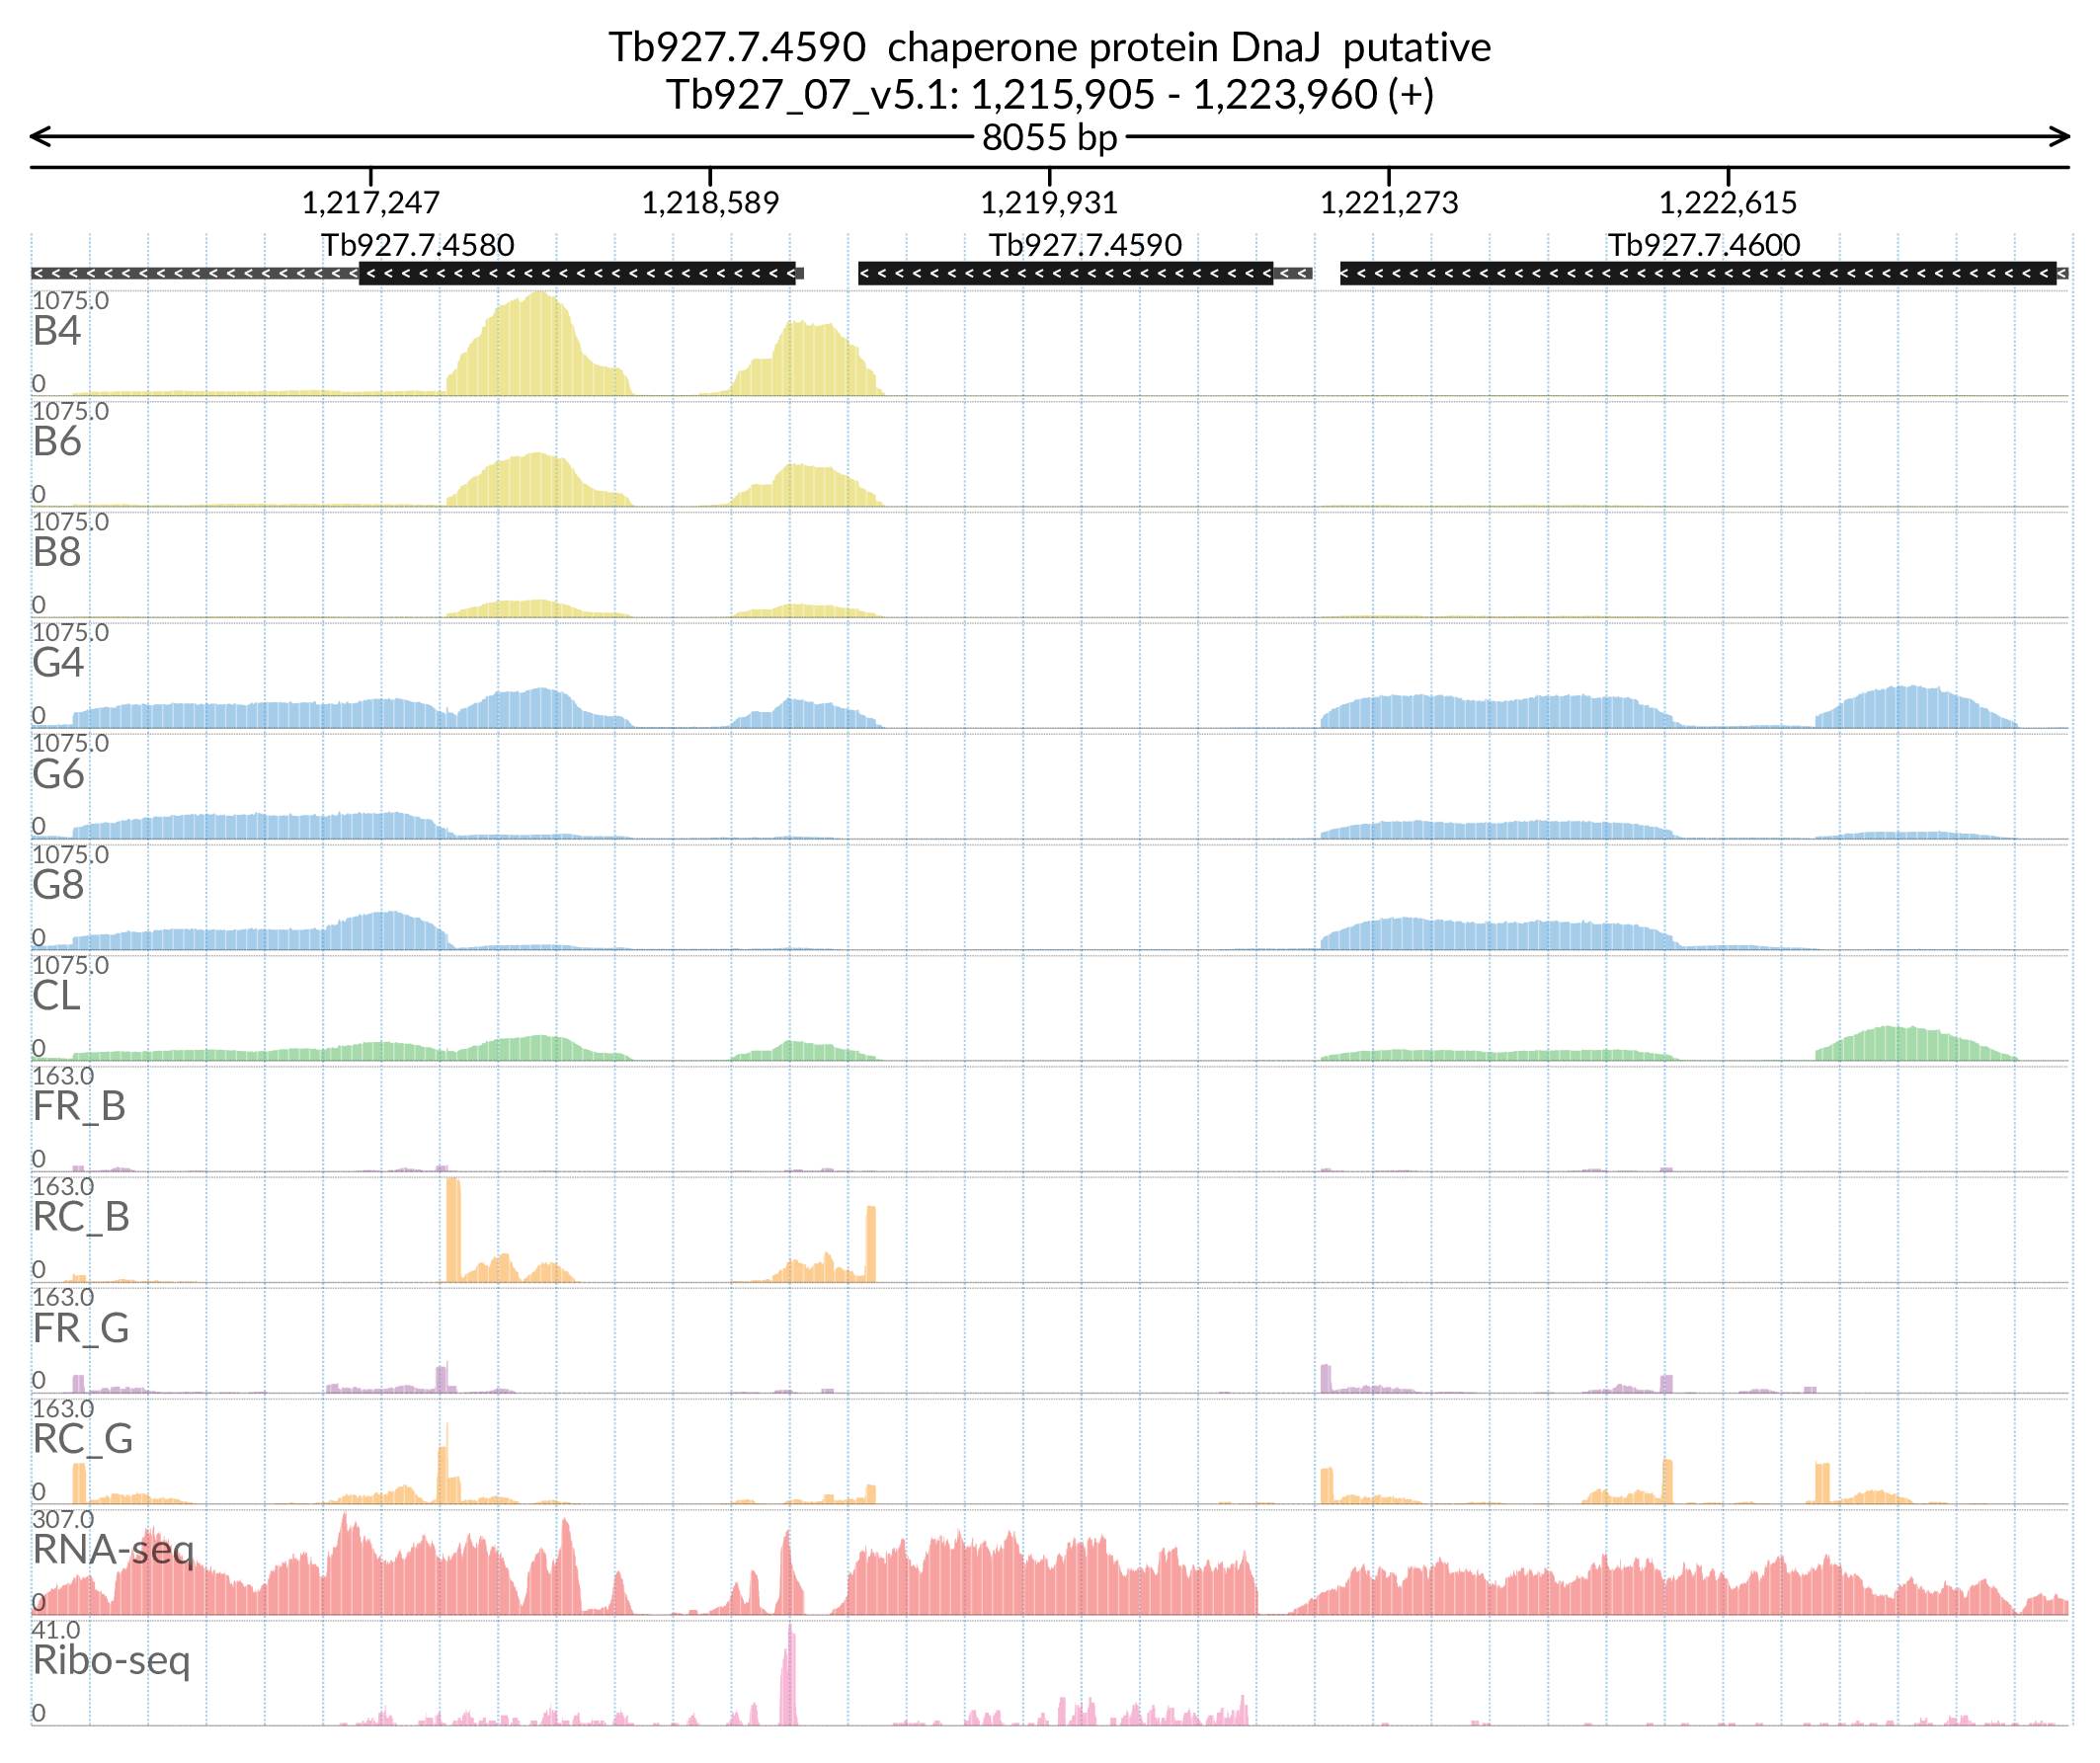 Tb927.7.4590  chaperone protein DnaJ  putative
Tb927_07_v5.1: 1,215,905 - 1,223,960 (+)
8055 bp
1,217,247 1,218,589 1,219,931 1,221,273 1,222,615
Tb927.7.4580 Tb927.7.4590 Tb927.7.4600
1075.0
B4
0
1075.0
B6
0
1075.0
B8
0
1075.0
G4
0
1075.0
G6
0
1075.0
G8
0
1075.0
CL
0
163.0
FR_B
0
163.0
RC_B
0
163.0
FR_G
0
163.0
RC_G
0
307.0
RNA-seq
0
41.0
Ribo-seq
0